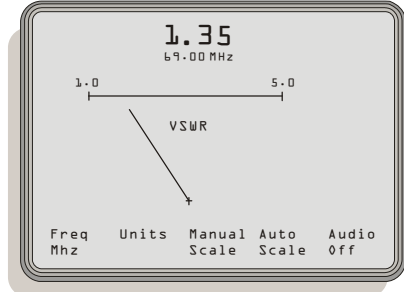 1.35
69.00 MHz
1.0 5.0
VSWR
Freq Units Manual Auto Audio
Mhz Scale Scale Off